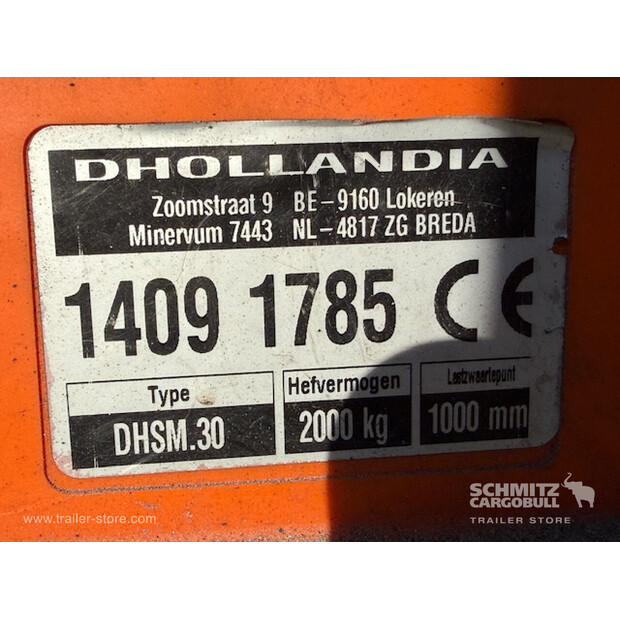 DHOLLANDIA
Zoomstraat 9 BE-9160 Lokeren
Minervum 7443 NL-4817 ZG BREDA
1409 1785 CE
Type Hefvermogen Lastzwaartepunt
DHSM.30 2000 kg 1000 mm
SCHMITZ
CARGOBULL
www.trailer-store.com TRAILER STORE